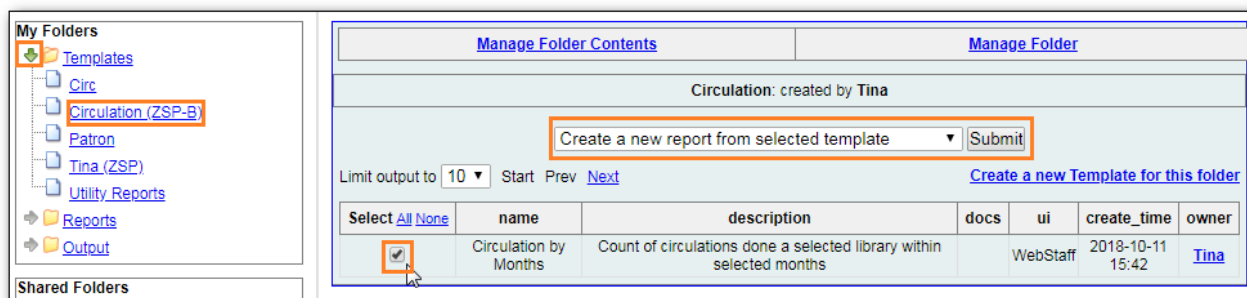 My Folders
Templates
Circ
Circulation (ZSP-B)
Patron
Tina (ZSP)
Utility Reports
Reports
Output
Shared Folders
Manage Folder Contents
Manage Folder
Circulation: created by Tina
Create a new report from selected template
Submit
Limit output to 10 Start Prev Next
Create a new Template for this folder
Select All None name description docs ui create_time owner
Circulation by Count of circulations done a selected library within 2018-10-11
WebStaff Tina
Months selected months 15:42